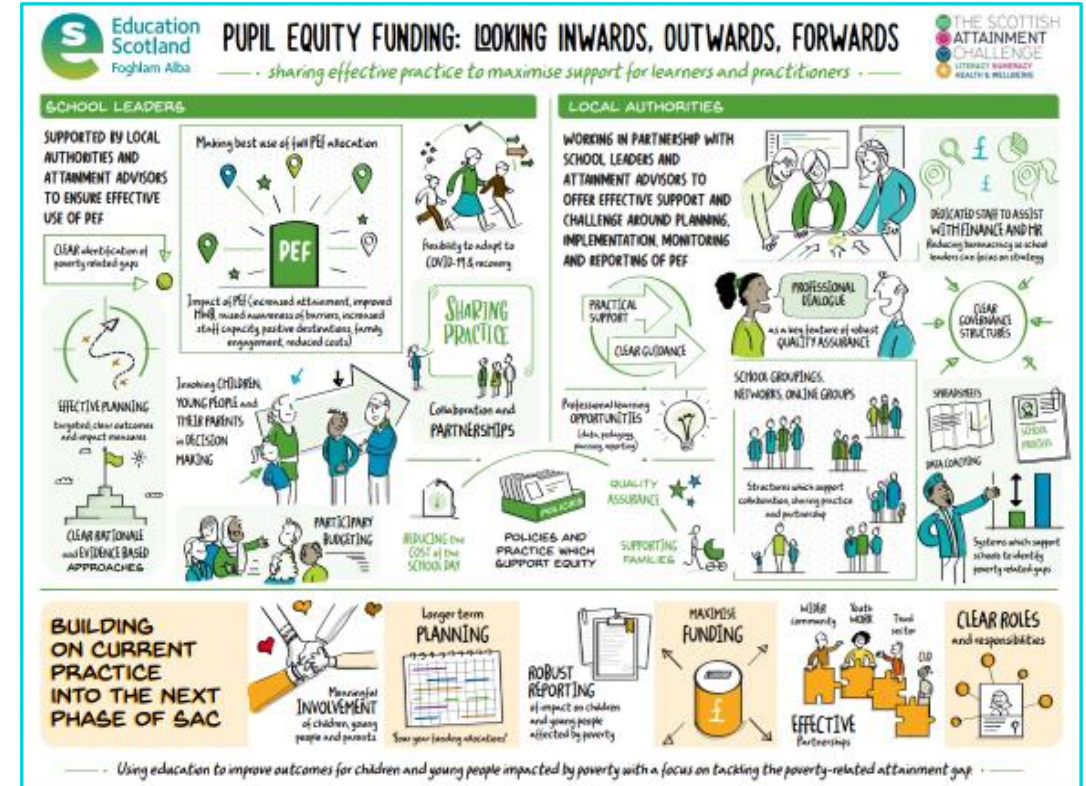 Education
Scotland
Foghlam Alba
PUPIL EQUITY FUNDING: LOOKING INWARDS, OUTWARDS, FORWARDS
sharing effective practice to maximise support for learners and practitioners
THE SCOTTISH
ATTAINMENT
CHALLENGE
LITERACY NUMERACY
HEALTH & WELLBEING
SCHOOL LEADERS
SUPPORTED BY LOCAL
AUTHORITIES AND
ATTAINMENT ADVISORS
TO ENSURE EFFECTIVE
USE OF PEF
CLEAR identification of
poverty related gaps
EFFECTIVE PLANNING
targeted, clear outcomes
and impact measures
CLEAR RATIONALE
and EVIDENCE BASED
APPROACHES
Making best use of full PEF allocation
PEF
Impact of PEF (increased attainment, improved
HWB, raised awareness of barriers, increased
staff capacity, positive destinations, family
engagement, reduced costs)
flexibility to adapt to
COVID-19 & recovery
SHARING
PRACTICE
Collaboration and
PARTNERSHIPS
Involving CHILDREN,
YOUNG PEOPLE and
THEIR PARENTS
in DECISION
MAKING
PARTICIPARY
BUDGETING
REDUCING the
COST of the
SCHOOL DAY
POLICIES
POLICIES AND
PRACTICE WHICH
SUPPORT EQUITY
QUALITY
ASSURANCE
SUPPORTING
FAMILIES
LOCAL AUTHORITIES
WORKING IN PARTNERSHIP WITH
SCHOOL LEADERS AND
ATTAINMENT ADVISORS TO
OFFER EFFECTIVE SUPPORT AND
CHALLENGE AROUND PLANNING,
IMPLEMENTATION, MONITORING
AND REPORTING OF PEF
PRACTICAL
SUPPORT
CLEAR GUIDANCE
Professional learning
OPPORTUNITIES
(data, pedagogy,
planning, reporting)
PROFESSIONAL
DIALOGUE
as a key feature of robust
QUALITY ASSURANCE
SCHOOL GROUPINGS,
NETWORKS, ONLINE GROUPS
Structures which support
collaboration, sharing practice
and partnership
££
DEDICATED STAFF TO ASSIST
WITH FINANCE AND HR
Reducing bureaucracy so school
leaders can focus on strategy
CLEAR
GOVERNANCE
STRUCTURES
SPREADSHEETS
SCHOOL
PROFILES
DATA COACHING
Systems which support
schools to identify
poverty related gaps
BUILDING
ON CURRENT
PRACTICE
INTO THE NEXT
PHASE OF SAC
Meaningful
INVOLVEMENT
of children, young
people and parents
Longer term
PLANNING
'four year funding allocations'
ROBUST
REPORTING
of impact on children
and young people
affected by poverty
MAXIMISE
FUNDING
£
WIDER
community
Youth
WORK
Third
sector
CLD
EFFECTIVE
Partnerships
CLEAR ROLES
and responsibilities
Using education to improve outcomes for children and young people impacted by poverty with a focus on tackling the poverty-related attainment gap